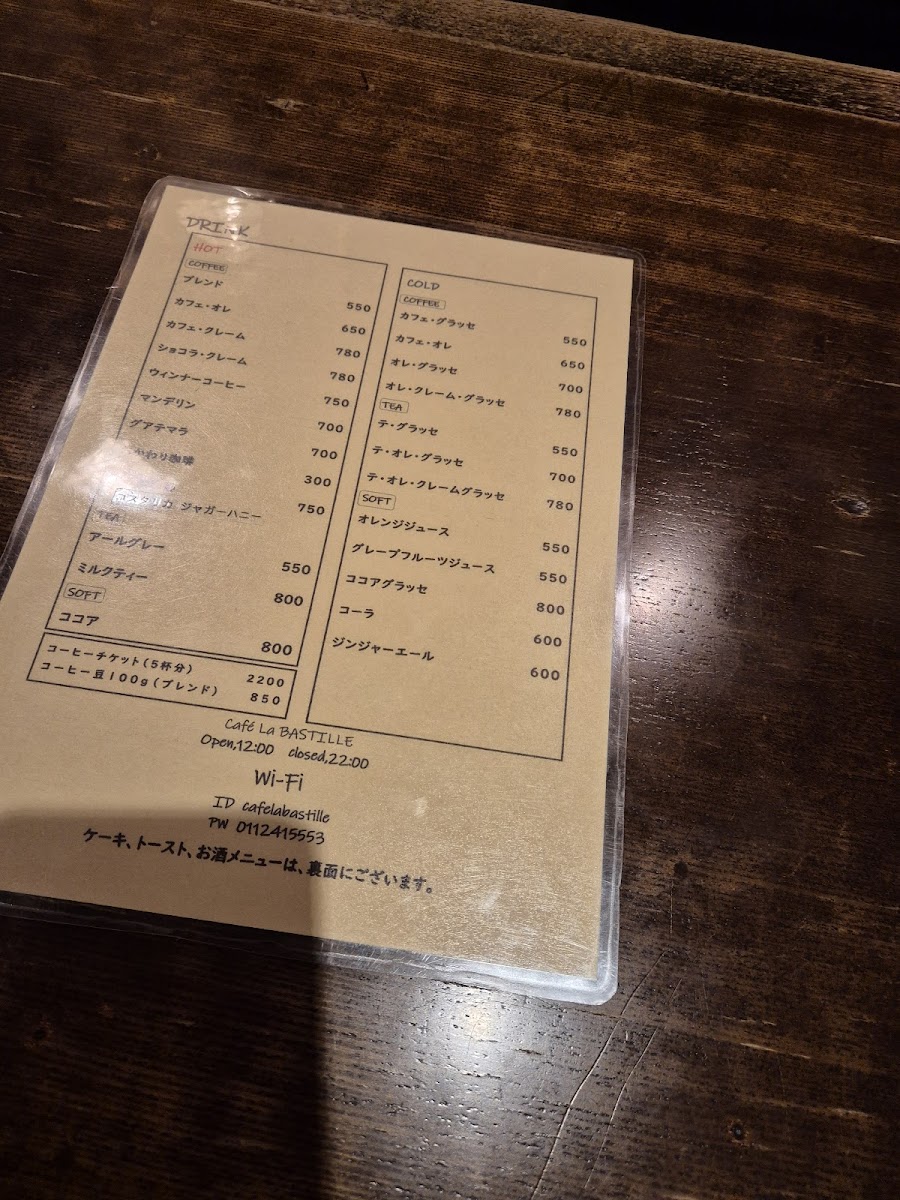 DRINK
HOT
COFFEE
ブレンド 550
カフェ・オレ 650
カフェ・クレーム 780
ショコラ・クレーム 780
ウィンナーコーヒー 750
マンデリン 700
グアテマラ 700
かわり珈琲 300
コスタリカ ジャガーハニー 750
TEA
アールグレー 550
ミルクティー 800
SOFT
ココア 800
コーヒーチケット(5杯分) 2200
コーヒー豆100g(ブレンド) 850
COLD
COFFEE
カフェ・グラッセ 550
カフェ・オレ 650
オレ・グラッセ 700
オレ・クレーム・グラッセ 780
TEA
テ・グラッセ 550
テ・オレ・グラッセ 700
テ・オレ・クレームグラッセ 780
SOFT
オレンジジュース 550
グレープフルーツジュース 550
ココアグラッセ 800
コーラ 600
ジンジャーエール 600
Café La BASTILLE
Open,12:00 closed,22:00
Wi-Fi
ID cafelabastille
PW 0112415553
ケーキ、トースト、お酒メニューは、裏面にございます。